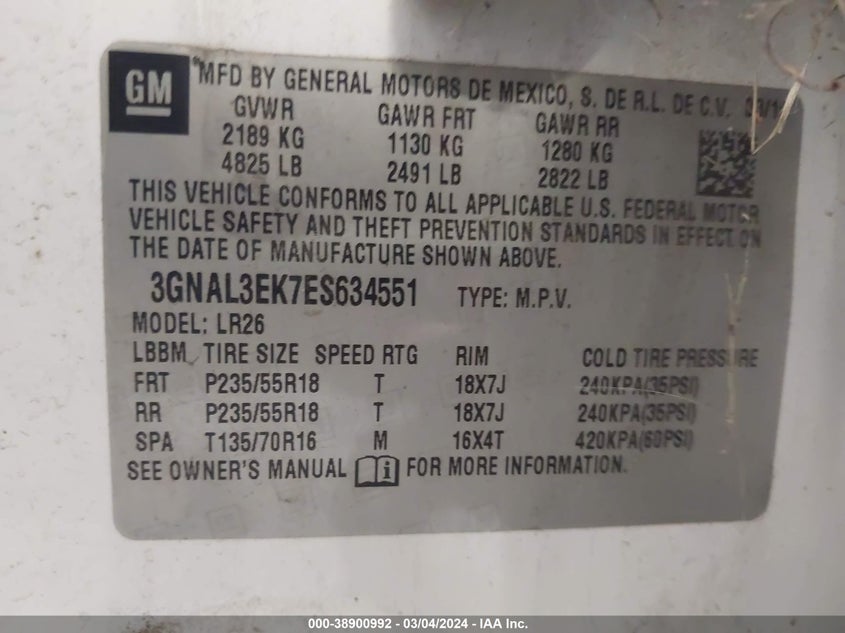 GM
*MFD BY GENERAL MOTORS DE MEXICO, S. DE R.L. DE C.V.
GVWR GAWR FRT GAWR RR
2189 KG 1130 KG 1280 KG
4825 LB 2491 LB 2822 LB
THIS VEHICLE CONFORMS TO ALL APPLICABLE U.S. FEDERAL MOTOR
VEHICLE SAFETY AND THEFT PREVENTION STANDARDS IN EFFECT ON
THE DATE OF MANUFACTURE SHOWN ABOVE.
3GNAL3EK7ES634551 TYPE: M.P.V.
MODEL: LR26
LBBM TIRE SIZE SPEED RTG RIM COLD TIRE PRESSURE
FRT P235/55R18 T 18X7J 240KPA(35PSI)
RR P235/55R18 T 18X7J 240KPA(35PSI)
SPA T135/70R16 M 16X4T 420KPA(60PSI)
SEE OWNER'S MANUAL i FOR MORE INFORMATION.
000-38900992 - 03/04/2024 - IAA Inc.